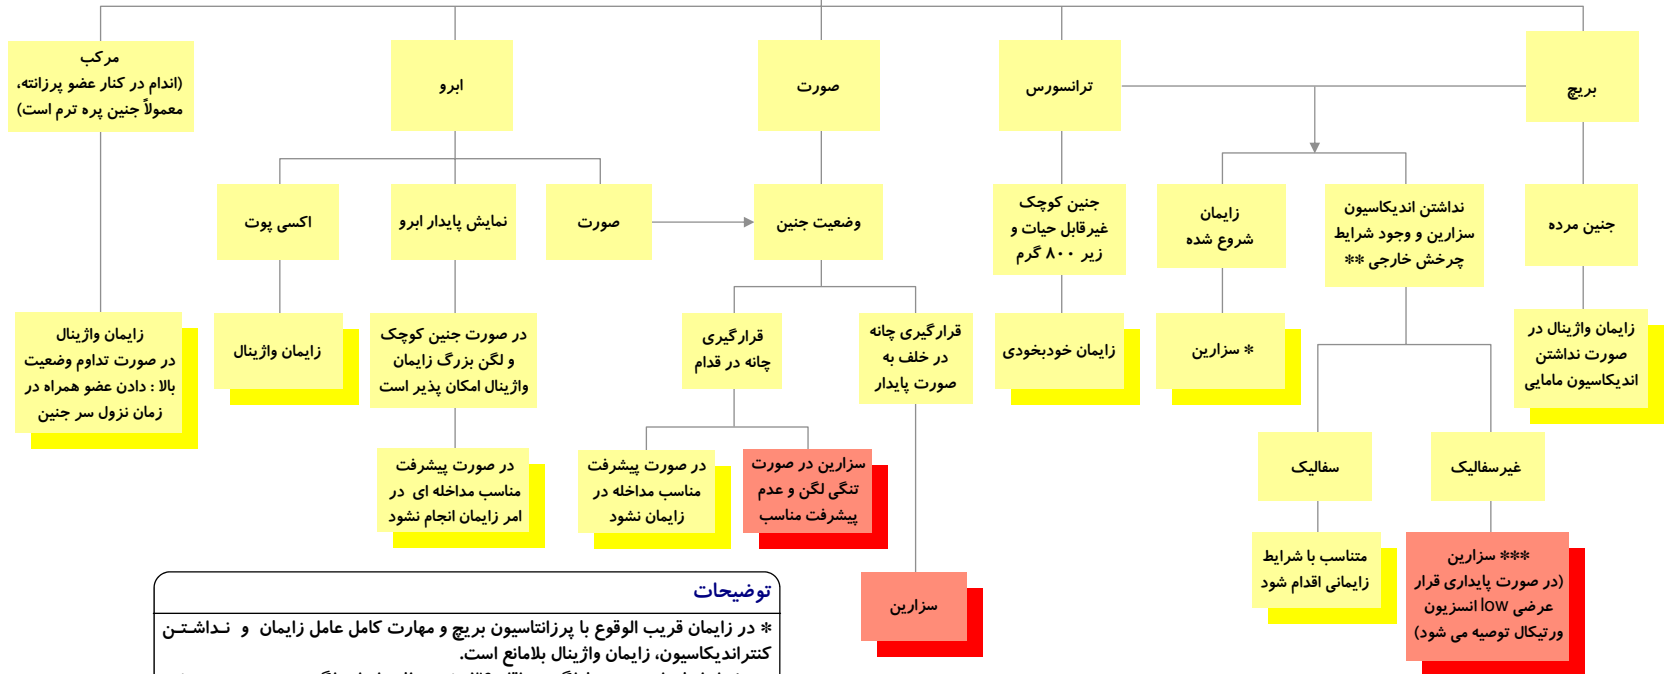 بریچ
ترانسورس
صورت
ابرو
مرکب
(اندام در کنار عضو پرزانته،
معمولاً جنین پره ترم است)
جنین مرده
نداشتن اندیکاسیون
سزارین و وجود شرایط
چرخش خارجی **
زایمان
شروع شده
جنین کوچک
غیرقابل حیات و
زیر ۸۰۰ گرم
وضعیت جنین
صورت
نمایش پایدار ابرو
اکسی پوت
زایمان واژینال در
صورت نداشتن
اندیکاسیون مامایی
* سزارین
زایمان خودبخودی
قرارگیری چانه
در خلف به
صورت پایدار
قرارگیری
چانه در قدام
در صورت جنین کوچک
و لگن بزرگ زایمان
واژینال امکان پذیر است
زایمان واژینال
زایمان واژینال
در صورت تداوم وضعیت
بالا : دادن عضو همراه در
زمان نزول سر جنین
غیرسفالیک
سفالیک
سزارین در صورت
تنگی لگن و عدم
پیشرفت مناسب
در صورت پیشرفت
مناسب مداخله در
زایمان نشود
در صورت پیشرفت
مناسب مداخله ای در
امر زایمان انجام نشود
*** سزارین
(در صورت پایداری قرار
عرضی low انسزیون
ورتیکال توصیه می شود)
متناسب با شرایط
زایمانی اقدام شود
سزارین
توضیحات
* در زایمان قریب الوقوع با پرزانتاسیون بریچ و مهارت کامل عامل زایمان و نـداشـتـن
کنتراندیکاسیون، زایمان واژینال بلامانع است.